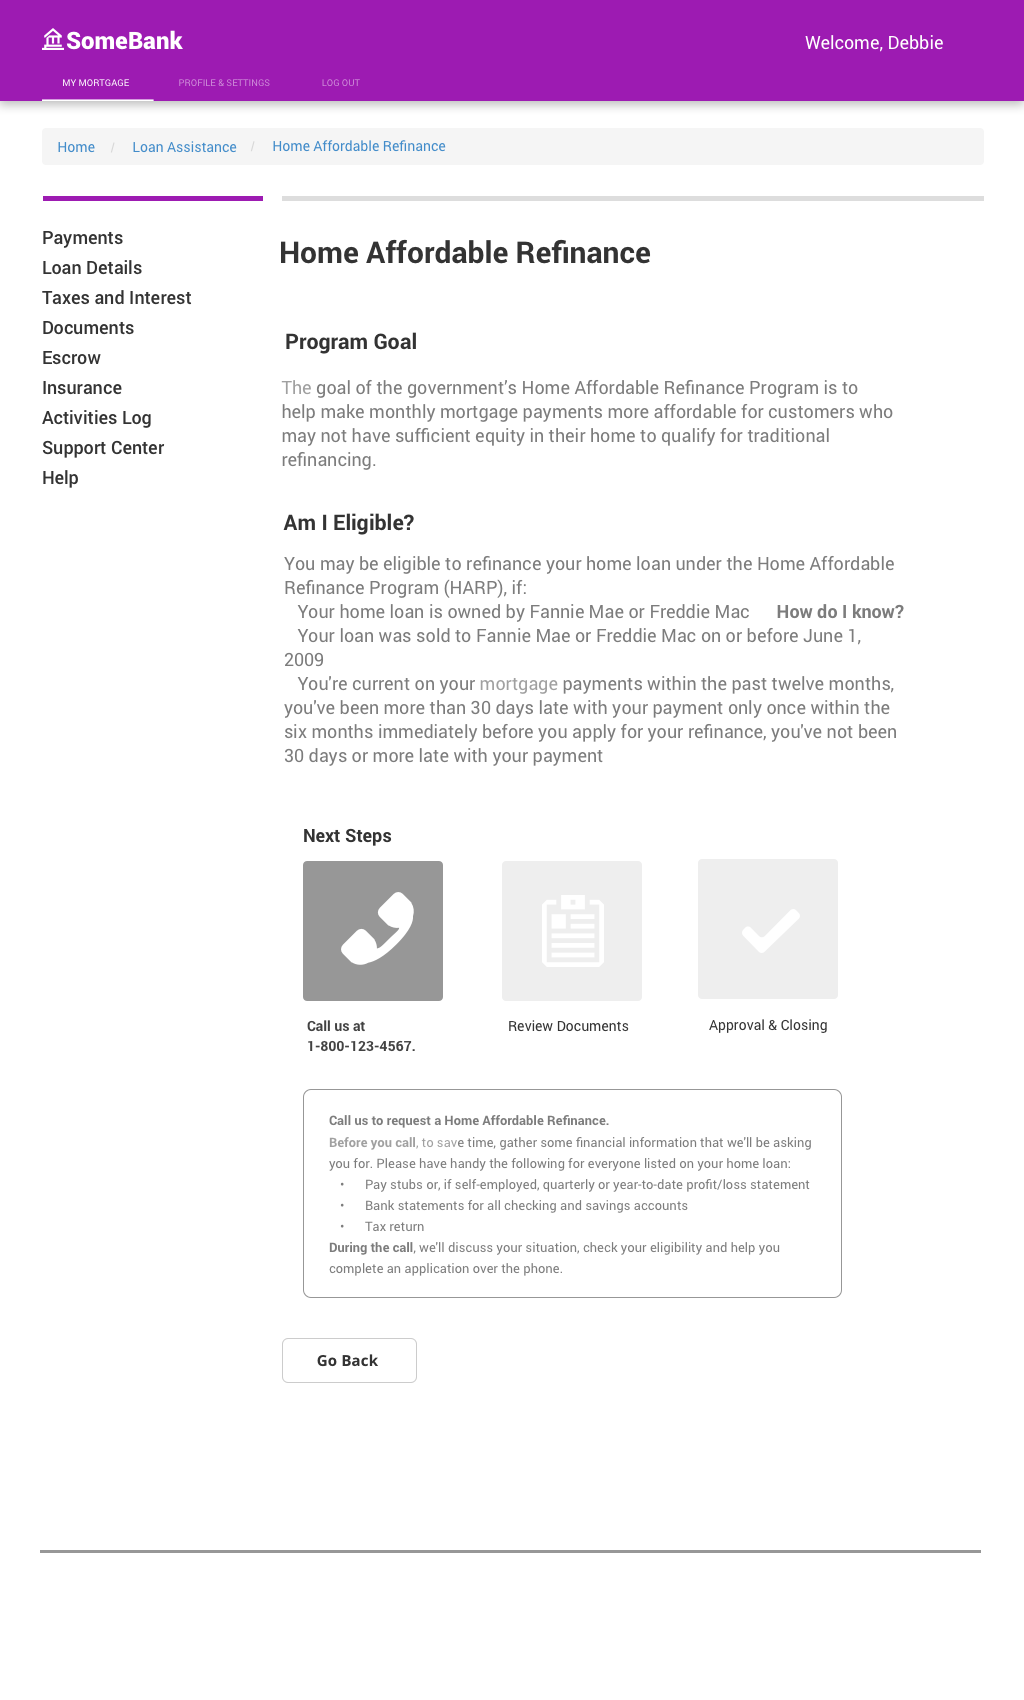 SomeBank
Welcome, Debbie
MY MORTGAGE
PROFILE & SETTINGS
LOG OUT
Home / Loan Assistance / Home Affordable Refinance
Payments
Loan Details
Taxes and Interest
Documents
Escrow
Insurance
Activities Log
Support Center
Help
Home Affordable Refinance
Program Goal
The goal of the government's Home Affordable Refinance Program is to
help make monthly mortgage payments more affordable for customers who
may not have sufficient equity in their home to qualify for traditional
refinancing.
Am I Eligible?
You may be eligible to refinance your home loan under the Home Affordable
Refinance Program (HARP), if:
Your home loan is owned by Fannie Mae or Freddie Mac How do I know?
Your loan was sold to Fannie Mae or Freddie Mac on or before June 1,
2009
You're current on your mortgage payments within the past twelve months,
you've been more than 30 days late with your payment only once within the
six months immediately before you apply for your refinance, you've not been
30 days or more late with your payment
Next Steps
Call us at
1-800-123-4567.
Review Documents
Approval & Closing
Call us to request a Home Affordable Refinance.
Before you call, to save time, gather some financial information that we'll be asking
you for. Please have handy the following for everyone listed on your home loan:
• Pay stubs or, if self-employed, quarterly or year-to-date profit/loss statement
• Bank statements for all checking and savings accounts
• Tax return
During the call, we'll discuss your situation, check your eligibility and help you
complete an application over the phone.
Go Back